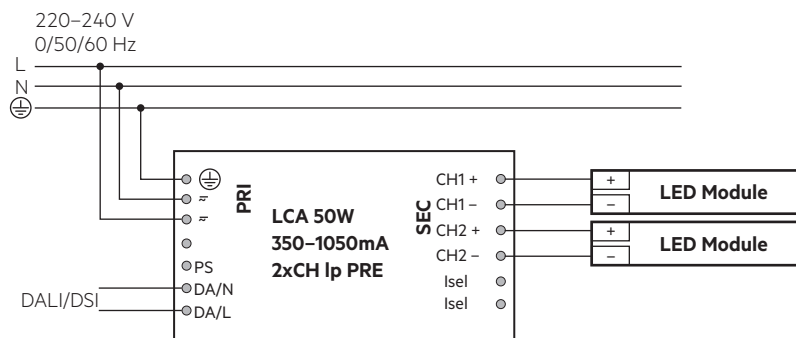 220–240 V
0/50/60 Hz
L
N
PRI
LCA 50W
350–1050mA
2xCH lp PRE
PS
DA/N
DA/L
DALI/DSI
SEC
CH1 +
CH1 –
CH2 +
CH2 –
Isel
Isel
+
–
LED Module
+
–
LED Module